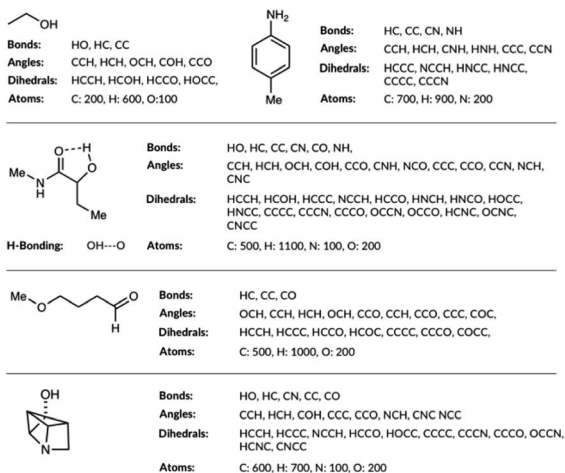 OH
Bonds: HO, HC, CC
Angles: CCH, HCH, OCH, COH, CCO
Dihedrals: HCCH, HCOH, HCCO, HOCC,
Atoms: C: 200, H: 600, O:100
NH2
Me
Bonds: HC, CC, CN, NH
Angles: CCH, HCH, CNH, HNH, CCC, CCN
Dihedrals: HCCC, NCCH, HNCC, HNCC,
CCCC, CCCN
Atoms: C: 700, H: 900, N: 200
O---H
O
Me
N
H
Me
H-Bonding: OH---O
Bonds: HO, HC, CC, CN, CO, NH,
Angles: CCH, HCH, OCH, COH, CCO, CNH, NCO, CCC, CCO, CCN, NCH,
CNC
Dihedrals: HCCH, HCOH, HCCC, NCCH, HCCO, HNCH, HNCO, HOCC,
HNCC, CCCC, CCCN, CCCO, OCCN, OCCO, HCNC, OCNC,
CNCC
Atoms: C: 500, H: 1100, N: 100, O: 200
Me
O
O
H
Bonds: HC, CC, CO
Angles: OCH, CCH, HCH, OCH, CCO, CCH, CCO, CCC, COC,
Dihedrals: HCCH, HCCC, HCCO, HCOC, CCCC, CCCO, COCC,
Atoms: C: 500, H: 1000, O: 200
OH
N
Bonds: HO, HC, CN, CC, CO
Angles: CCH, HCH, COH, CCC, CCO, NCH, CNC NCC
Dihedrals: HCCH, HCCC, NCCH, HCCO, HOCC, CCCC, CCCN, CCCO, OCCN,
HCNC, CNCC
Atoms: C: 600, H: 700, N: 100, O: 200